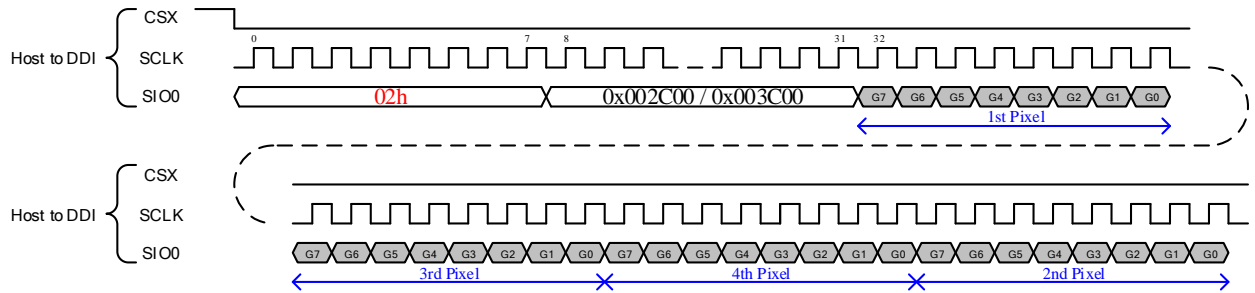 CSX
0 7 8 31 32
Host to DDI SCLK
SIO0 02h 0x002C00 / 0x003C00 G7 G6 G5 G4 G3 G2 G1 G0
1st Pixel
CSX
Host to DDI SCLK
SIO0 G7 G6 G5 G4 G3 G2 G1 G0 G7 G6 G5 G4 G3 G2 G1 G0 G7 G6 G5 G4 G3 G2 G1 G0
3rd Pixel 4th Pixel 2nd Pixel